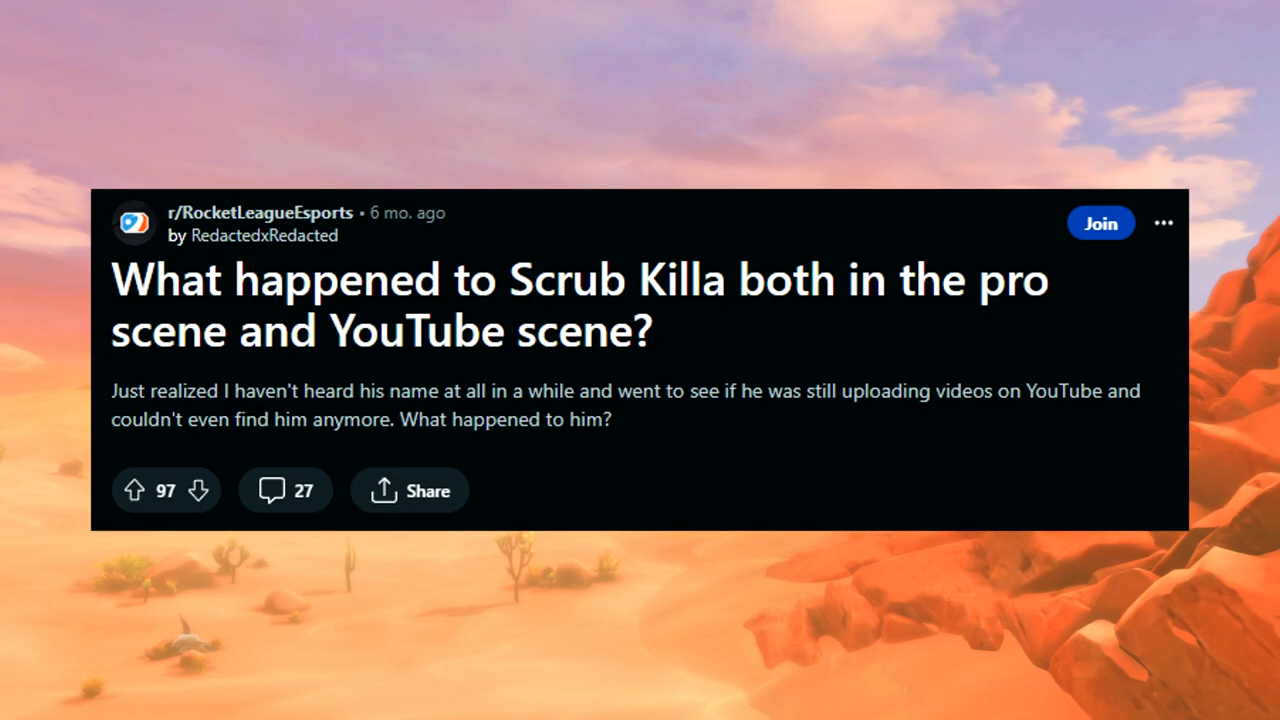 r/RocketLeagueEsports • 6 mo. ago
by RedactedxRedacted
Join
What happened to Scrub Killa both in the pro
scene and YouTube scene?
Just realized I haven't heard his name at all in a while and went to see if he was still uploading videos on YouTube and
couldn't even find him anymore. What happened to him?
97
27
Share